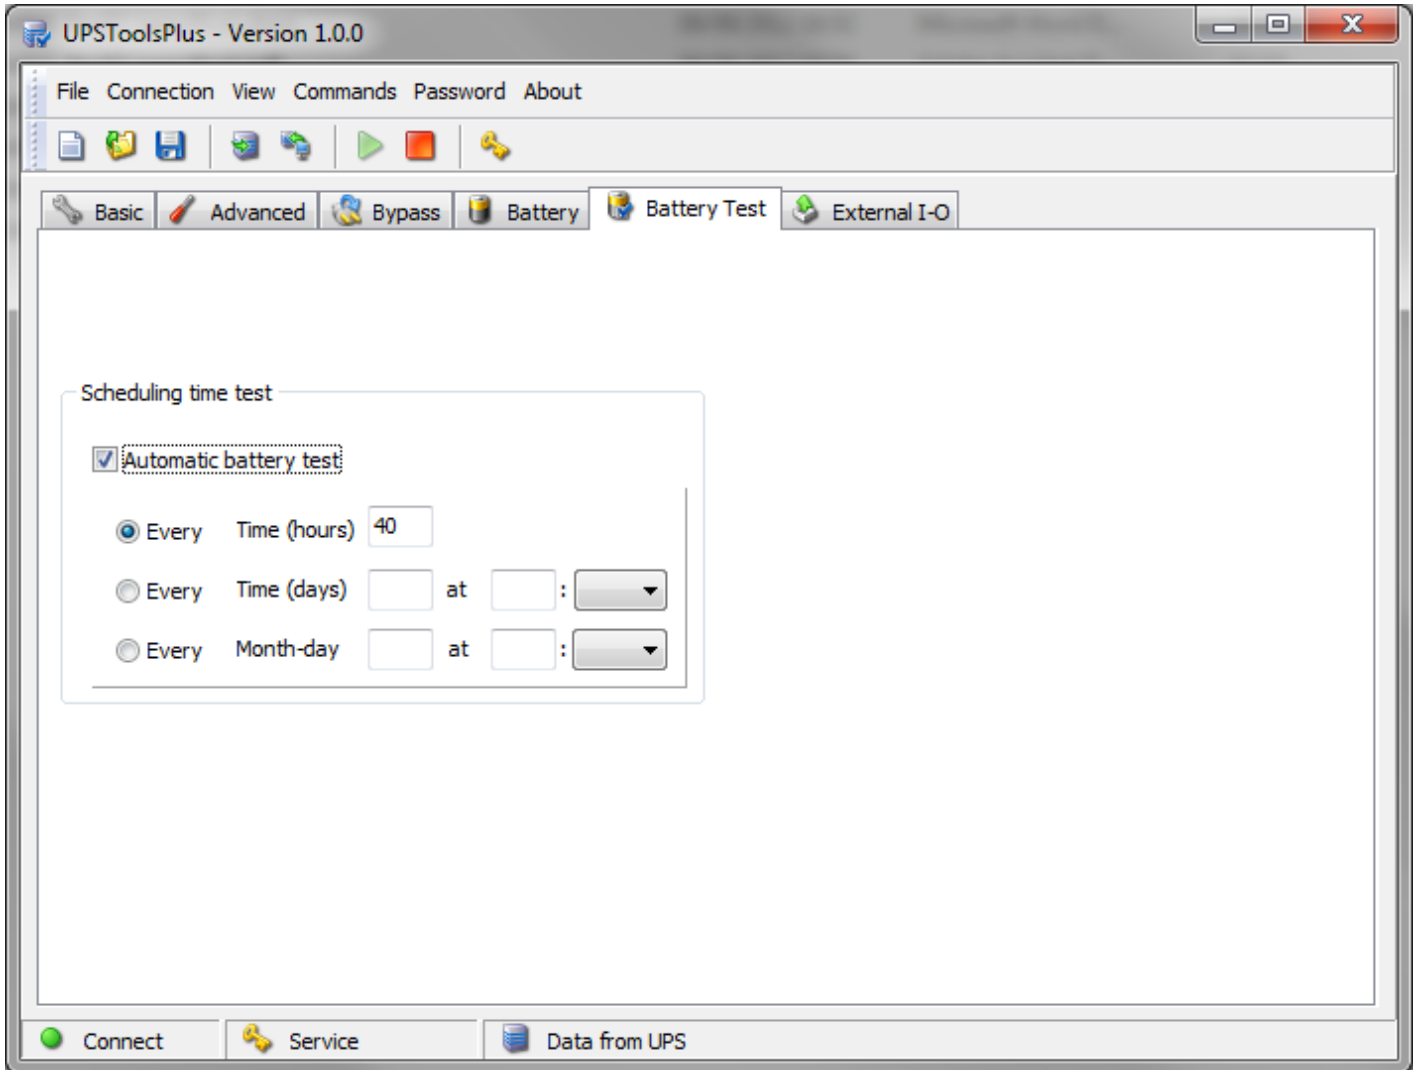 UPSToolsPlus - Version 1.0.0
File Connection View Commands Password About
Basic Advanced Bypass Battery Battery Test External I-O
Scheduling time test
Automatic battery test
Every Time (hours) 40
Every Time (days) at :
Every Month-day at :
Connect Service Data from UPS